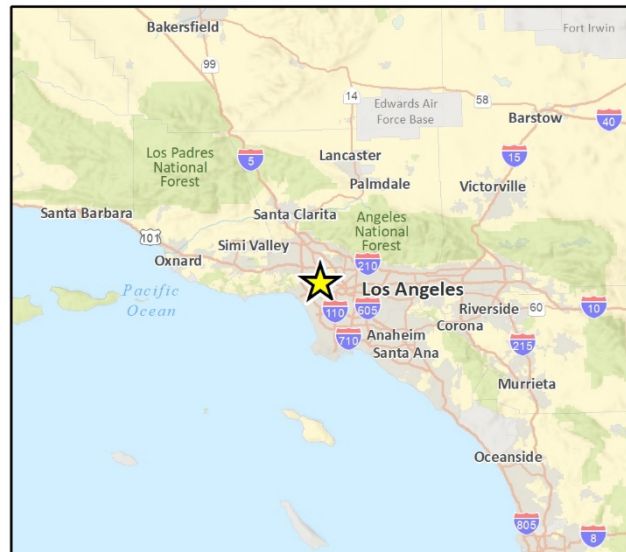 Bakersfield
Fort Irwin
99
14
58
Edwards Air
Force Base
Barstow
40
Los Padres
National
Forest
5
Lancaster
15
Palmdale
Victorville
Santa Barbara
Santa Clarita
101
Simi Valley
Angeles
National
Forest
Oxnard
210
Pacific
Ocean
Los Angeles
110
605
Riverside
60
10
Corona
710
Anaheim
215
Santa Ana
Murrieta
Oceanside
805
8